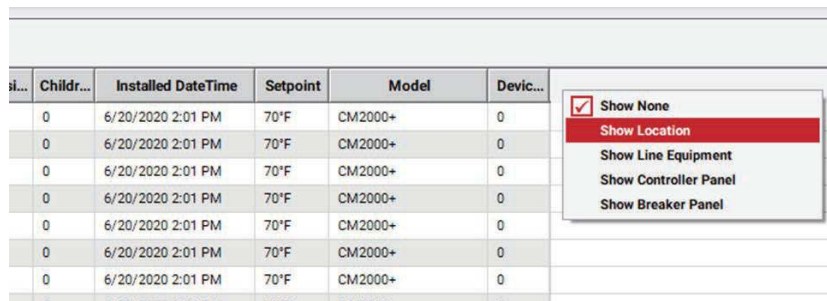 si... Childr... Installed DateTime Setpoint Model Devic...
0 6/20/2020 2:01 PM 70°F CM2000+ 0
0 6/20/2020 2:01 PM 70°F CM2000+ 0
0 6/20/2020 2:01 PM 70°F CM2000+ 0
0 6/20/2020 2:01 PM 70°F CM2000+ 0
0 6/20/2020 2:01 PM 70°F CM2000+ 0
0 6/20/2020 2:01 PM 70°F CM2000+ 0
0 6/20/2020 2:01 PM 70°F CM2000+ 0
Show None
Show Location
Show Line Equipment
Show Controller Panel
Show Breaker Panel